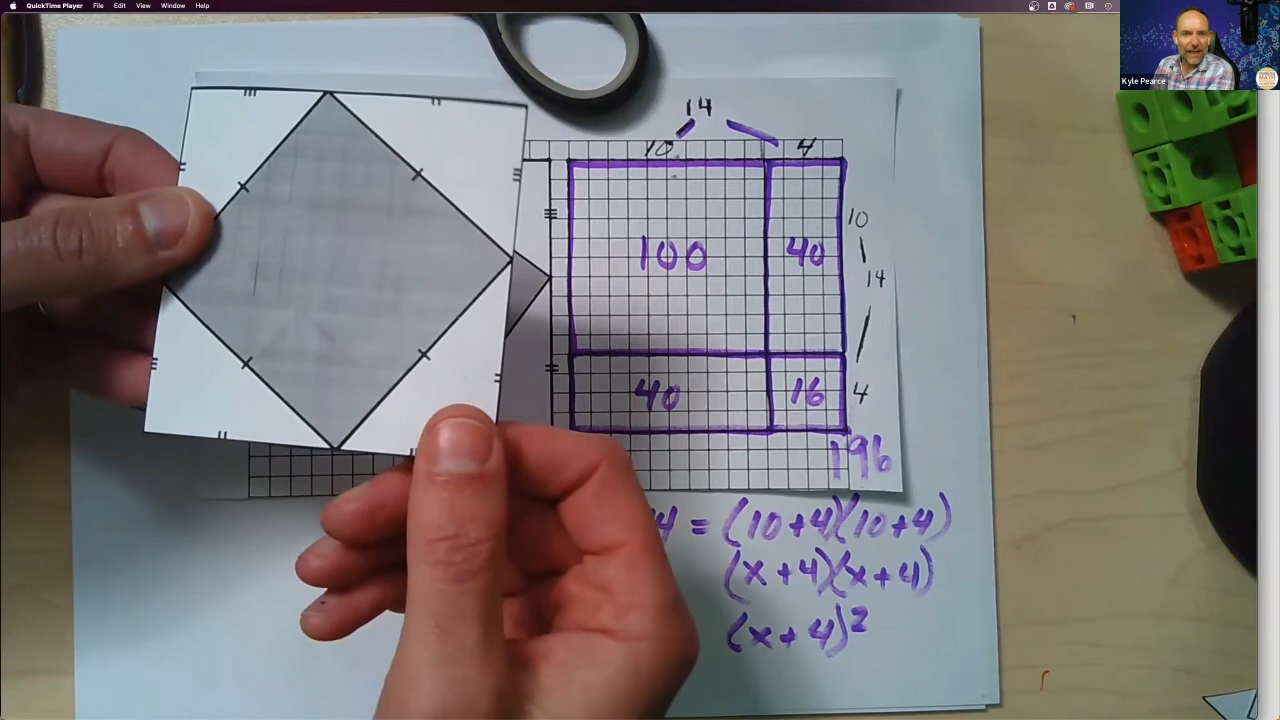 QuickTime Player File Edit View Window Help
Kyle Pearce
14
10 4
100 40 10
14
40 16 4
196
4 = (10+4)(10+4)
(x+4)(x+4)
(x+4)²